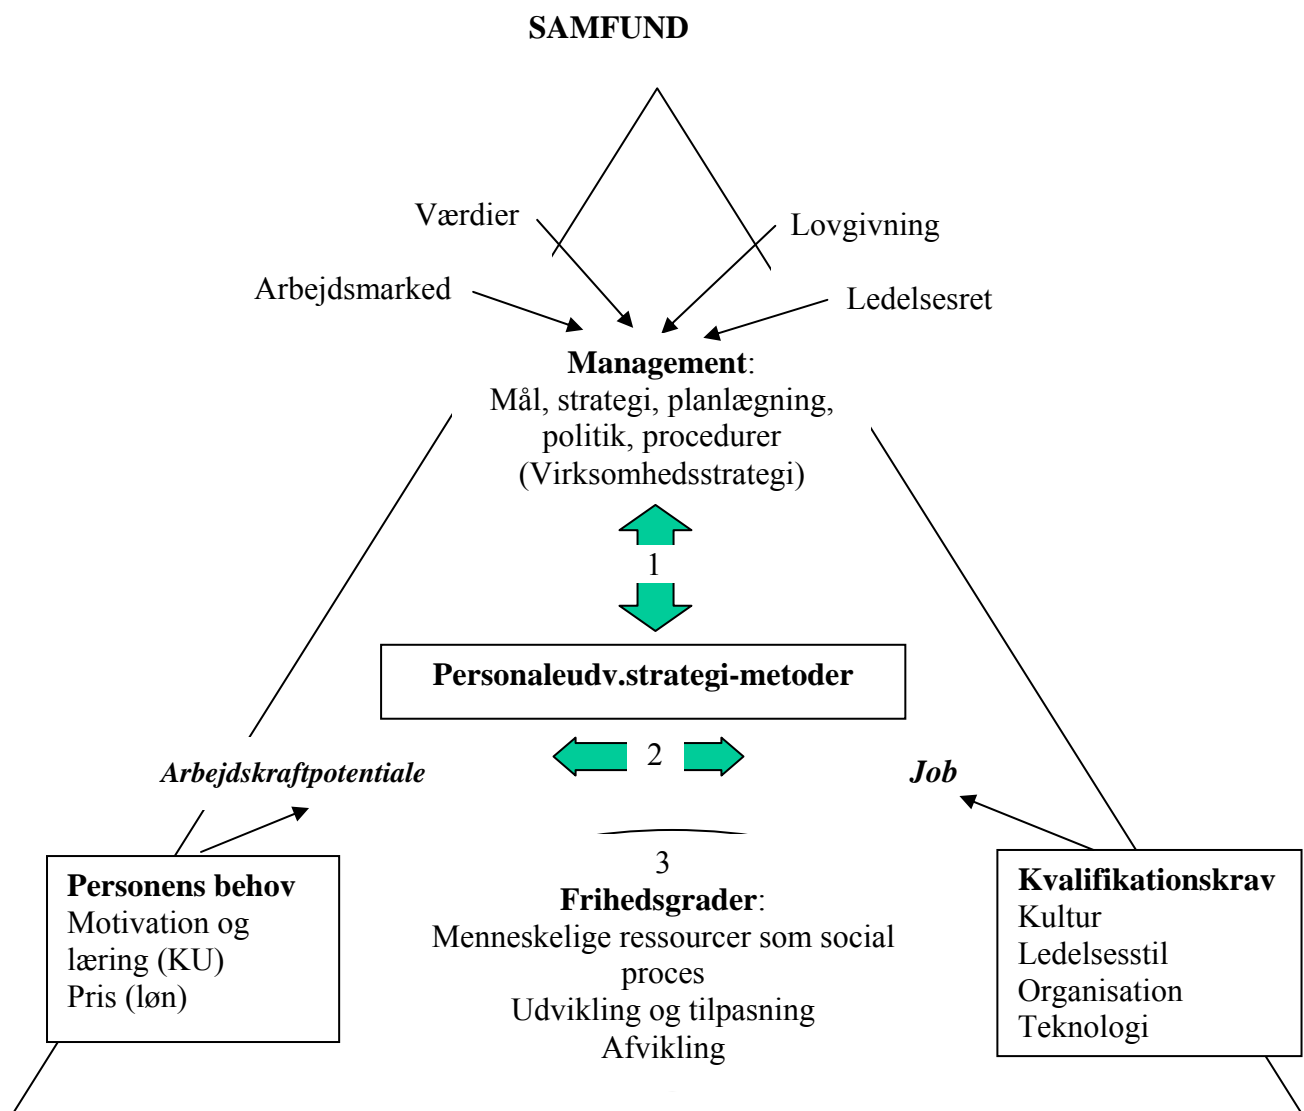 SAMFUND
Værdier
Lovgivning
Arbejdsmarked
Ledelsesret
Management:
Mål, strategi, planlægning,
politik, procedurer
(Virksomhedsstrategi)
1
Personaleudv.strategi-metoder
2
Arbejdskraftpotentiale
Job
3
Frihedsgrader:
Menneskelige ressourcer som social
proces
Udvikling og tilpasning
Afvikling
Personens behov
Motivation og
læring (KU)
Pris (løn)
Kvalifikationskrav
Kultur
Ledelsesstil
Organisation
Teknologi